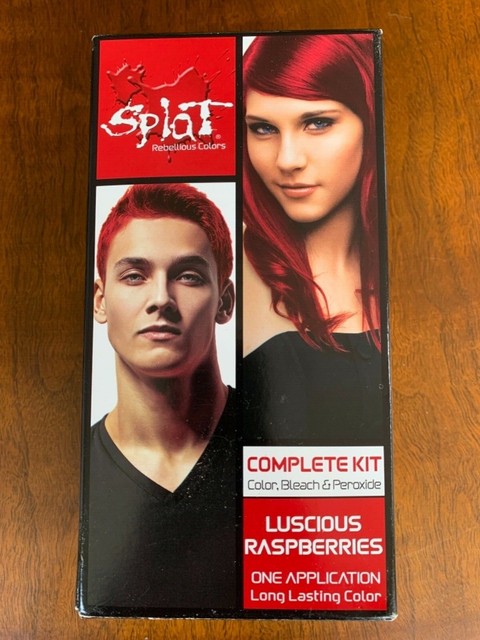 Splat®
Rebellious Colors
COMPLETE KIT
Color, Bleach & Peroxide
LUSCIOUS
RASPBERRIES
ONE APPLICATION
Long Lasting Color